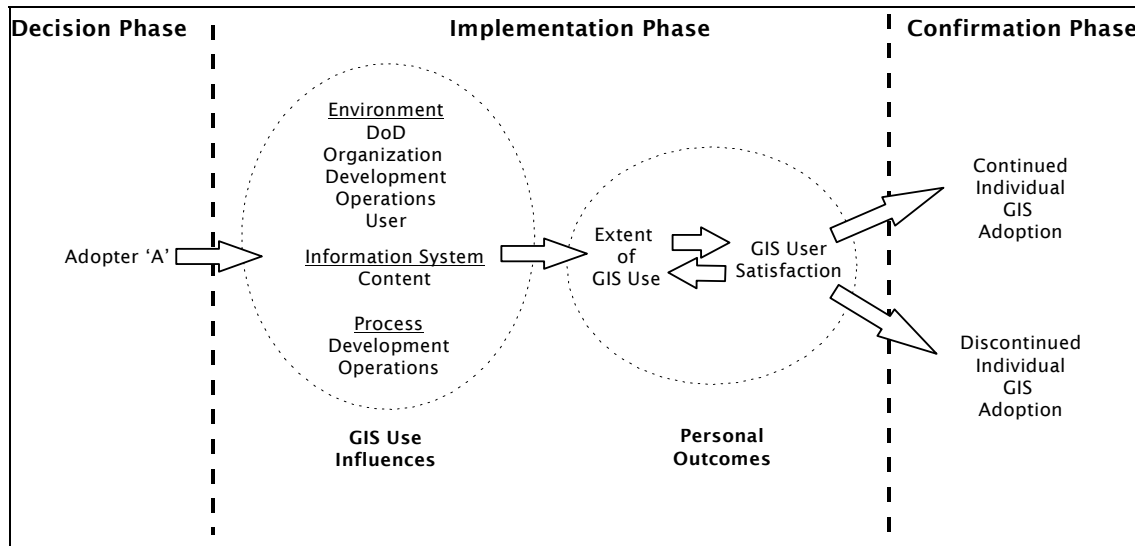 Decision Phase
Implementation Phase
Confirmation Phase
Adopter ‘A’
Environment
DoD
Organization
Development
Operations
User
Information System
Content
Process
Development
Operations
GIS Use
Influences
Extent
of
GIS Use
GIS User
Satisfaction
Personal
Outcomes
Continued
Individual
GIS
Adoption
Discontinued
Individual
GIS
Adoption